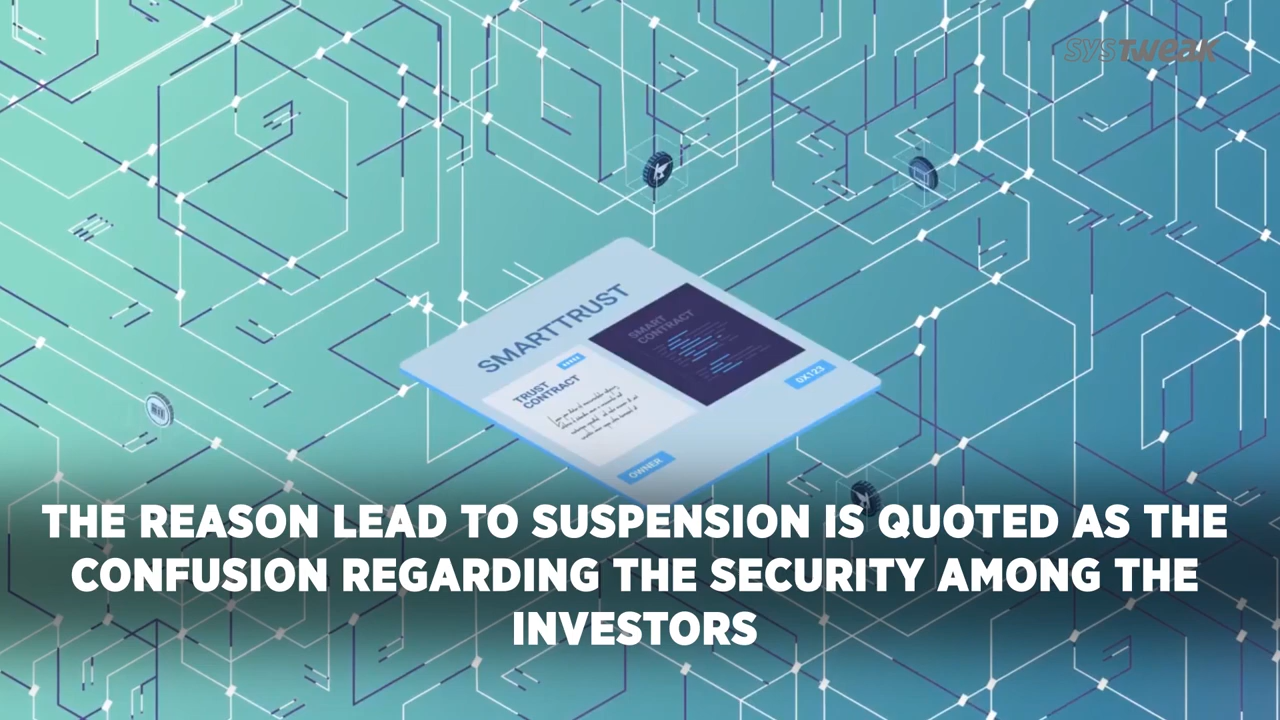 SYSTWEAK
SMARTTRUST
SMART
CONTRACT
TRUST
CONTRACT
0X123
OWNER
THE REASON LEAD TO SUSPENSION IS QUOTED AS THE
CONFUSION REGARDING THE SECURITY AMONG THE
INVESTORS